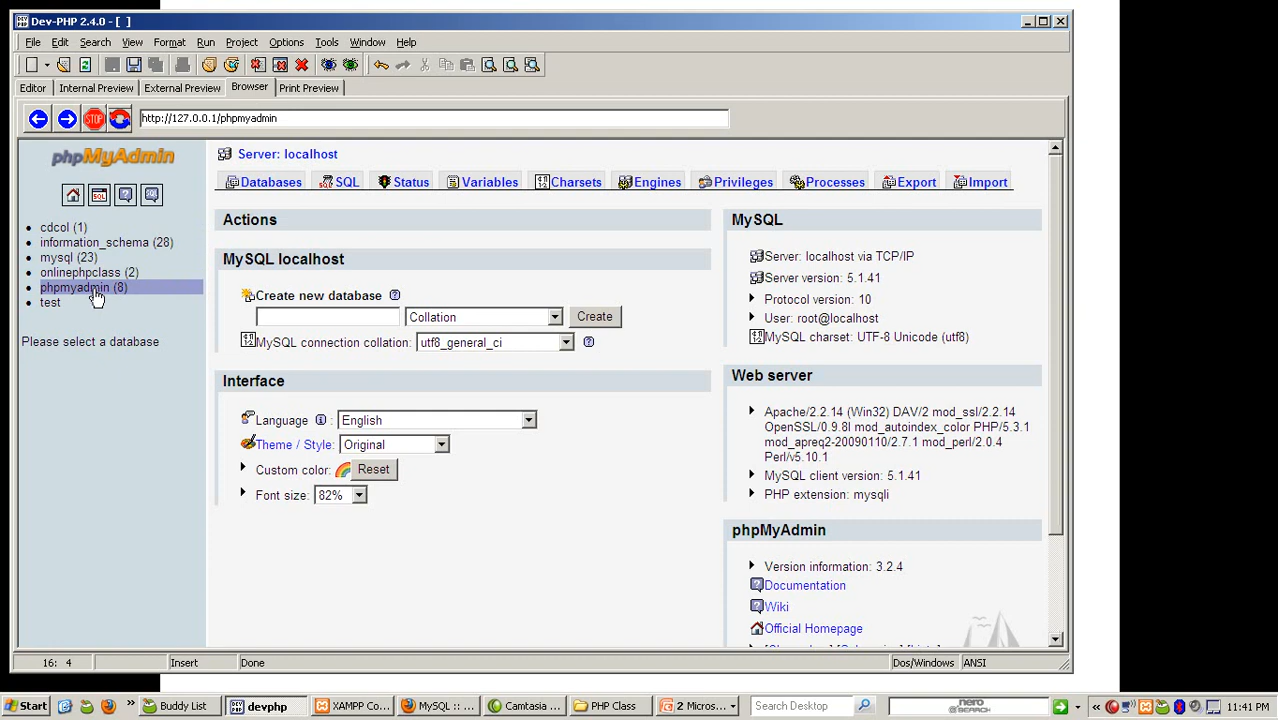 Dev-PHP 2.4.0 - [ ]
File Edit Search View Format Run Project Options Tools Window Help
Editor Internal Preview External Preview Browser Print Preview
STOP http://127.0.0.1/phpmyadmin
phpMyAdmin
SQL
cdcol (1)
information_schema (28)
mysql (23)
onlinephpclass (2)
phpmyadmin (8)
test
Please select a database
Server: localhost
Databases SQL Status Variables Charsets Engines Privileges Processes Export Import
Actions
MySQL localhost
Create new database
Collation Create
MySQL connection collation: utf8_general_ci
Interface
Language : English
Theme / Style: Original
Custom color: Reset
Font size: 82%
MySQL
Server: localhost via TCP/IP
Server version: 5.1.41
Protocol version: 10
User: root@localhost
MySQL charset: UTF-8 Unicode (utf8)
Web server
Apache/2.2.14 (Win32) DAV/2 mod_ssl/2.2.14
OpenSSL/0.9.8l mod_autoindex_color PHP/5.3.1
mod_apreq2-20090110/2.7.1 mod_perl/2.0.4
Perl/v5.10.1
MySQL client version: 5.1.41
PHP extension: mysqli
phpMyAdmin
Version information: 3.2.4
Documentation
Wiki
Official Homepage
16: 4 Insert Done Dos/Windows ANSI
Start Buddy List devphp XAMPP Co... MySQL :: ... Camtasia ... PHP Class 2 Micros... Search Desktop nero SEARCH 11:41 PM